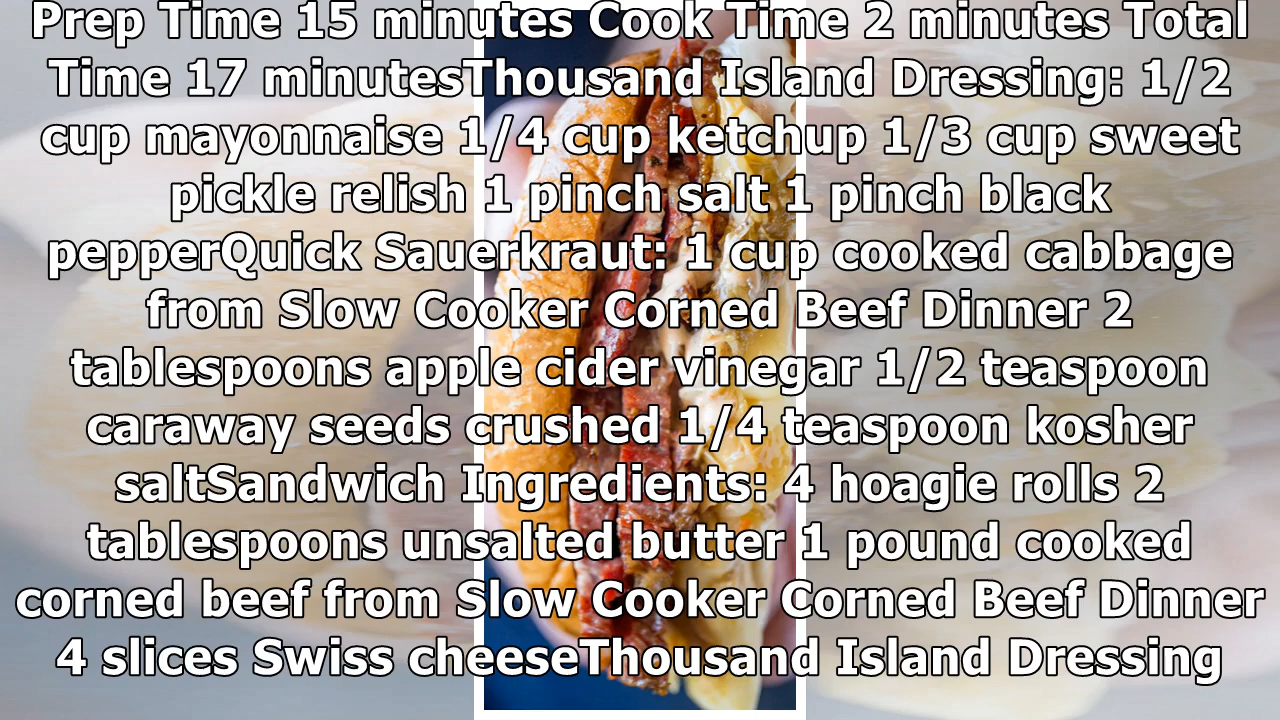 Prep Time 15 minutes Cook Time 2 minutes Total
Time 17 minutesThousand Island Dressing: 1/2
cup mayonnaise 1/4 cup ketchup 1/3 cup sweet
pickle relish 1 pinch salt 1 pinch black
pepperQuick Sauerkraut: 1 cup cooked cabbage
from Slow Cooker Corned Beef Dinner 2
tablespoons apple cider vinegar 1/2 teaspoon
caraway seeds crushed 1/4 teaspoon kosher
saltSandwich Ingredients: 4 hoagie rolls 2
tablespoons unsalted butter 1 pound cooked
corned beef from Slow Cooker Corned Beef Dinner
4 slices Swiss cheeseThousand Island Dressing